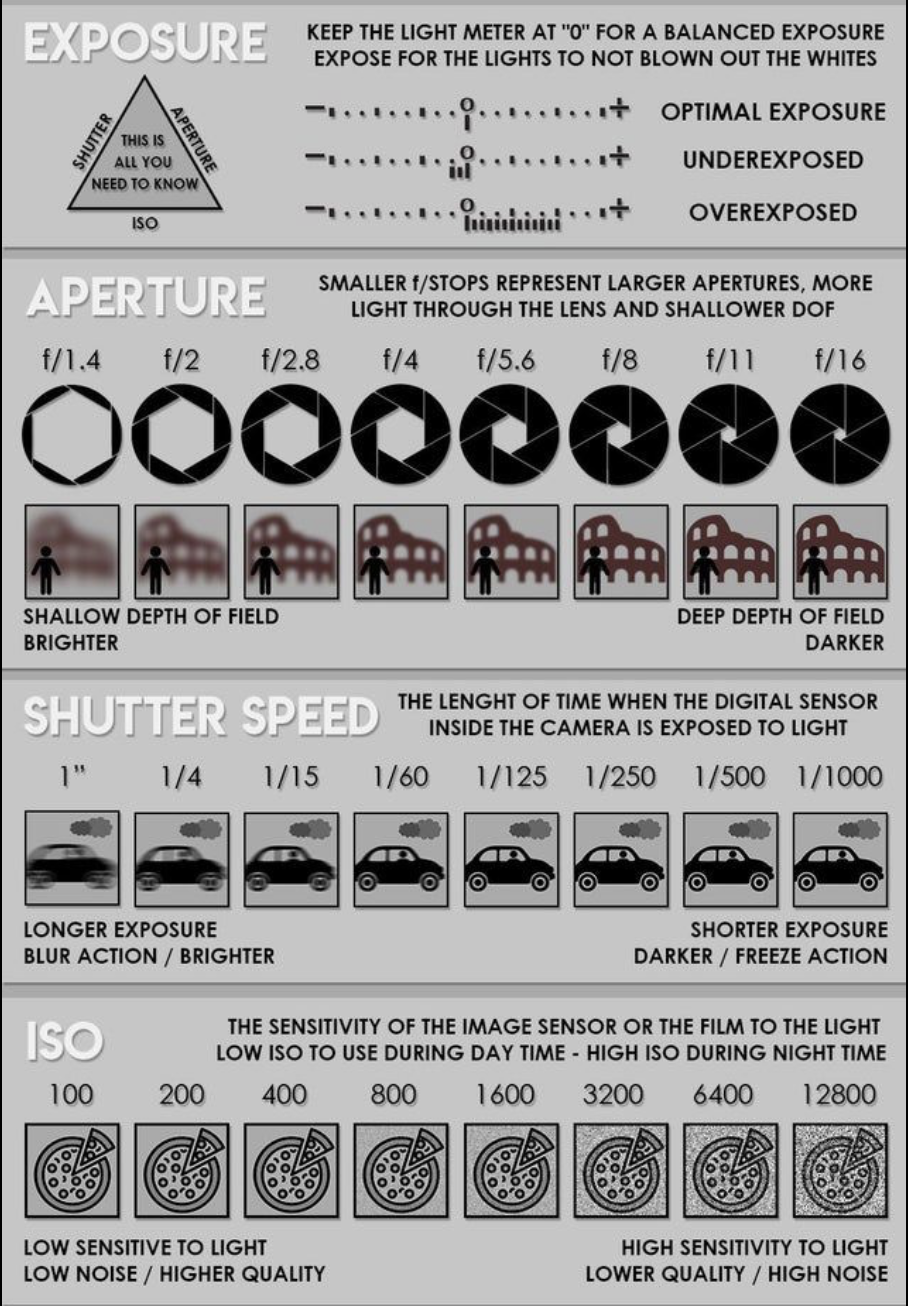 EXPOSURE
KEEP THE LIGHT METER AT "0" FOR A BALANCED EXPOSURE
EXPOSE FOR THE LIGHTS TO NOT BLOWN OUT THE WHITES
SHUTTER
APERTURE
THIS IS
ALL YOU
NEED TO KNOW
ISO
– O + OPTIMAL EXPOSURE
– O + UNDEREXPOSED
– O + OVEREXPOSED
APERTURE
SMALLER f/STOPS REPRESENT LARGER APERTURES, MORE
LIGHT THROUGH THE LENS AND SHALLOWER DOF
f/1.4 f/2 f/2.8 f/4 f/5.6 f/8 f/11 f/16
SHALLOW DEPTH OF FIELD
BRIGHTER
DEEP DEPTH OF FIELD
DARKER
SHUTTER SPEED
THE LENGHT OF TIME WHEN THE DIGITAL SENSOR
INSIDE THE CAMERA IS EXPOSED TO LIGHT
1" 1/4 1/15 1/60 1/125 1/250 1/500 1/1000
LONGER EXPOSURE
BLUR ACTION / BRIGHTER
SHORTER EXPOSURE
DARKER / FREEZE ACTION
ISO
THE SENSITIVITY OF THE IMAGE SENSOR OR THE FILM TO THE LIGHT
LOW ISO TO USE DURING DAY TIME - HIGH ISO DURING NIGHT TIME
100 200 400 800 1600 3200 6400 12800
LOW SENSITIVE TO LIGHT
LOW NOISE / HIGHER QUALITY
HIGH SENSITIVITY TO LIGHT
LOWER QUALITY / HIGH NOISE